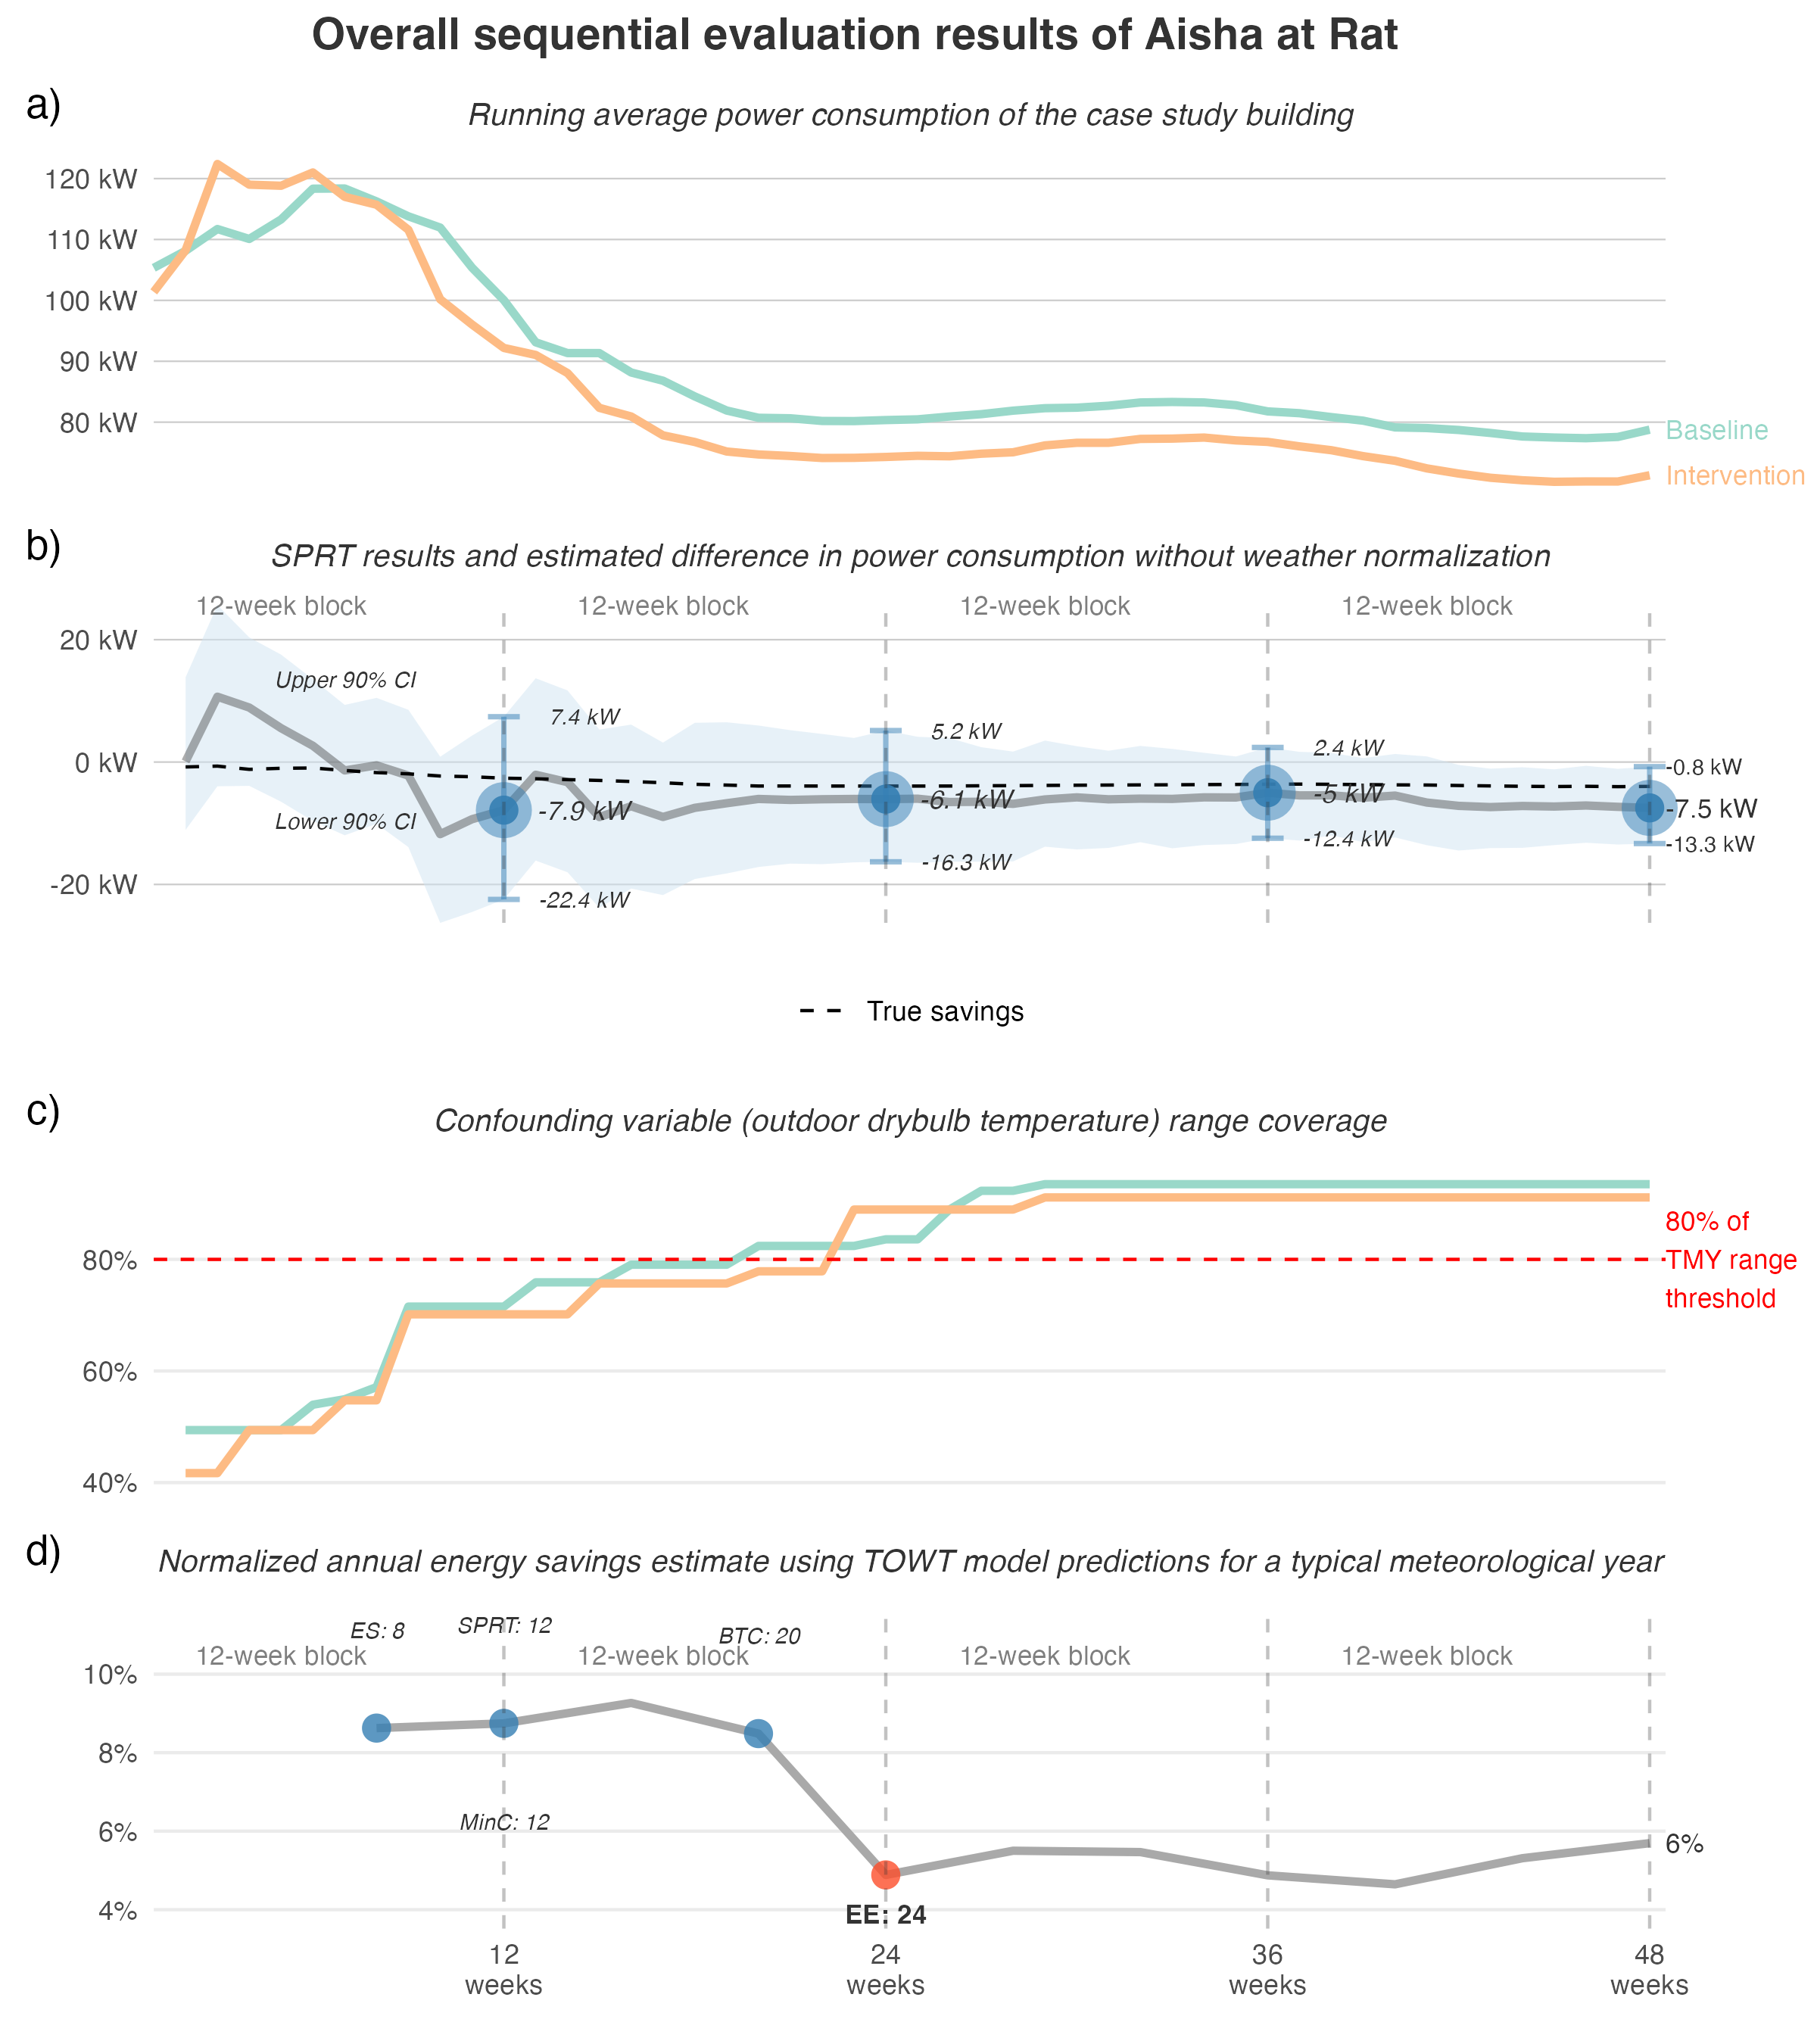 Overall sequential evaluation results of Aisha at Rat
a)
Running average power consumption of the case study building
120 kW
110 kW
100 kW
90 kW
80 kW
Baseline
Intervention
b)
SPRT results and estimated difference in power consumption without weather normalization
12-week block
12-week block
12-week block
12-week block
20 kW
0 kW
-20 kW
Upper 90% CI
Lower 90% CI
7.4 kW
-7.9 kW
-22.4 kW
5.2 kW
-6.1 kW
-16.3 kW
2.4 kW
-5 kW
-12.4 kW
-0.8 kW
-7.5 kW
-13.3 kW
True savings
c)
Confounding variable (outdoor drybulb temperature) range coverage
80%
60%
40%
80% of
TMY range
threshold
d)
Normalized annual energy savings estimate using TOWT model predictions for a typical meteorological year
ES: 8
SPRT: 12
BTC: 20
12-week block
12-week block
12-week block
12-week block
10%
8%
6%
4%
MinC: 12
EE: 24
6%
12
weeks
24
weeks
36
weeks
48
weeks